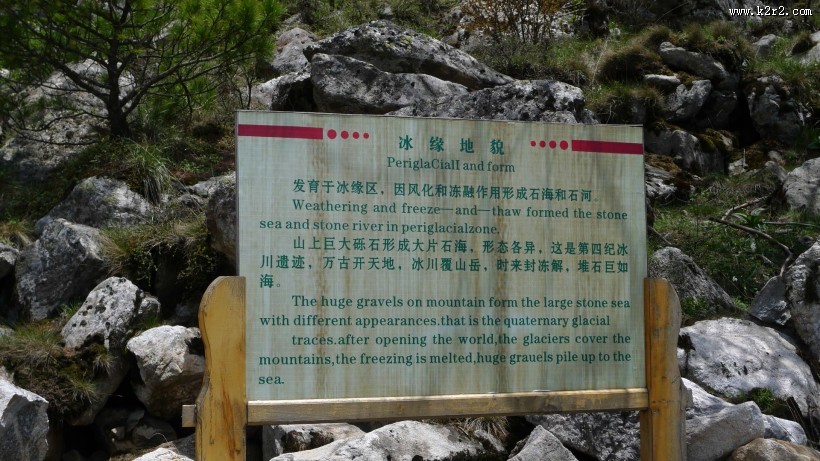 www.k2r2.com
冰缘地貌
PeriglaCialI and form
发育于冰缘区，因风化和冻融作用形成石海和石河
Weathering and freeze—and—thaw formed the stone
sea and stone river in periglacialzone.
山上巨大砾石形成大片石海，形态各异，这是第四纪冰
川遗迹，万古开天地，冰川覆山岳，时来封冻解，堆石巨如
海。
The huge gravels on mountain form the large stone sea
with different appearances.that is the quaternary glacial
traces.after opening the world,the glaciers cover the
mountains,the freezing is melted,huge grauels pile up to the
sea.